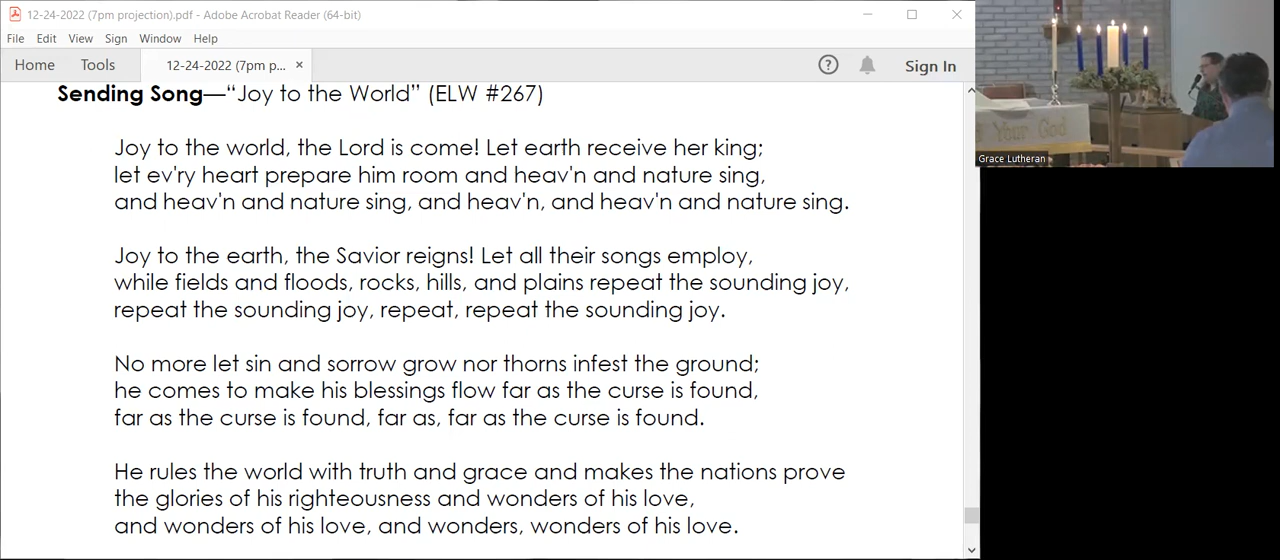 12-24-2022 (7pm projection).pdf - Adobe Acrobat Reader (64-bit)
File Edit View Sign Window Help
Home Tools 12-24-2022 (7pm p... × Sign In
Sending Song—“Joy to the World” (ELW #267)
Joy to the world, the Lord is come! Let earth receive her king;
let ev'ry heart prepare him room and heav'n and nature sing,
and heav'n and nature sing, and heav'n, and heav'n and nature sing.
Joy to the earth, the Savior reigns! Let all their songs employ,
while fields and floods, rocks, hills, and plains repeat the sounding joy,
repeat the sounding joy, repeat, repeat the sounding joy.
No more let sin and sorrow grow nor thorns infest the ground;
he comes to make his blessings flow far as the curse is found,
far as the curse is found, far as, far as the curse is found.
He rules the world with truth and grace and makes the nations prove
the glories of his righteousness and wonders of his love,
and wonders of his love, and wonders, wonders of his love.
Your God
Grace Lutheran